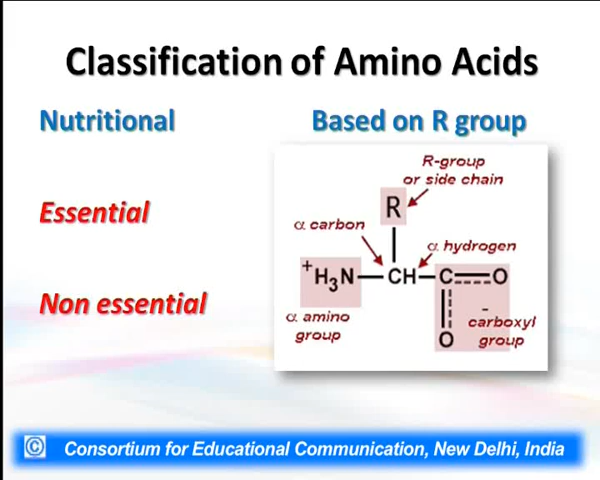 Classification of Amino Acids
Nutritional
Based on R group
Essential
Non essential
R-group
or side chain
R
α carbon
α hydrogen
+H3N—CH—C O
O
-
α amino
group
carboxyl
group
© Consortium for Educational Communication, New Delhi, India